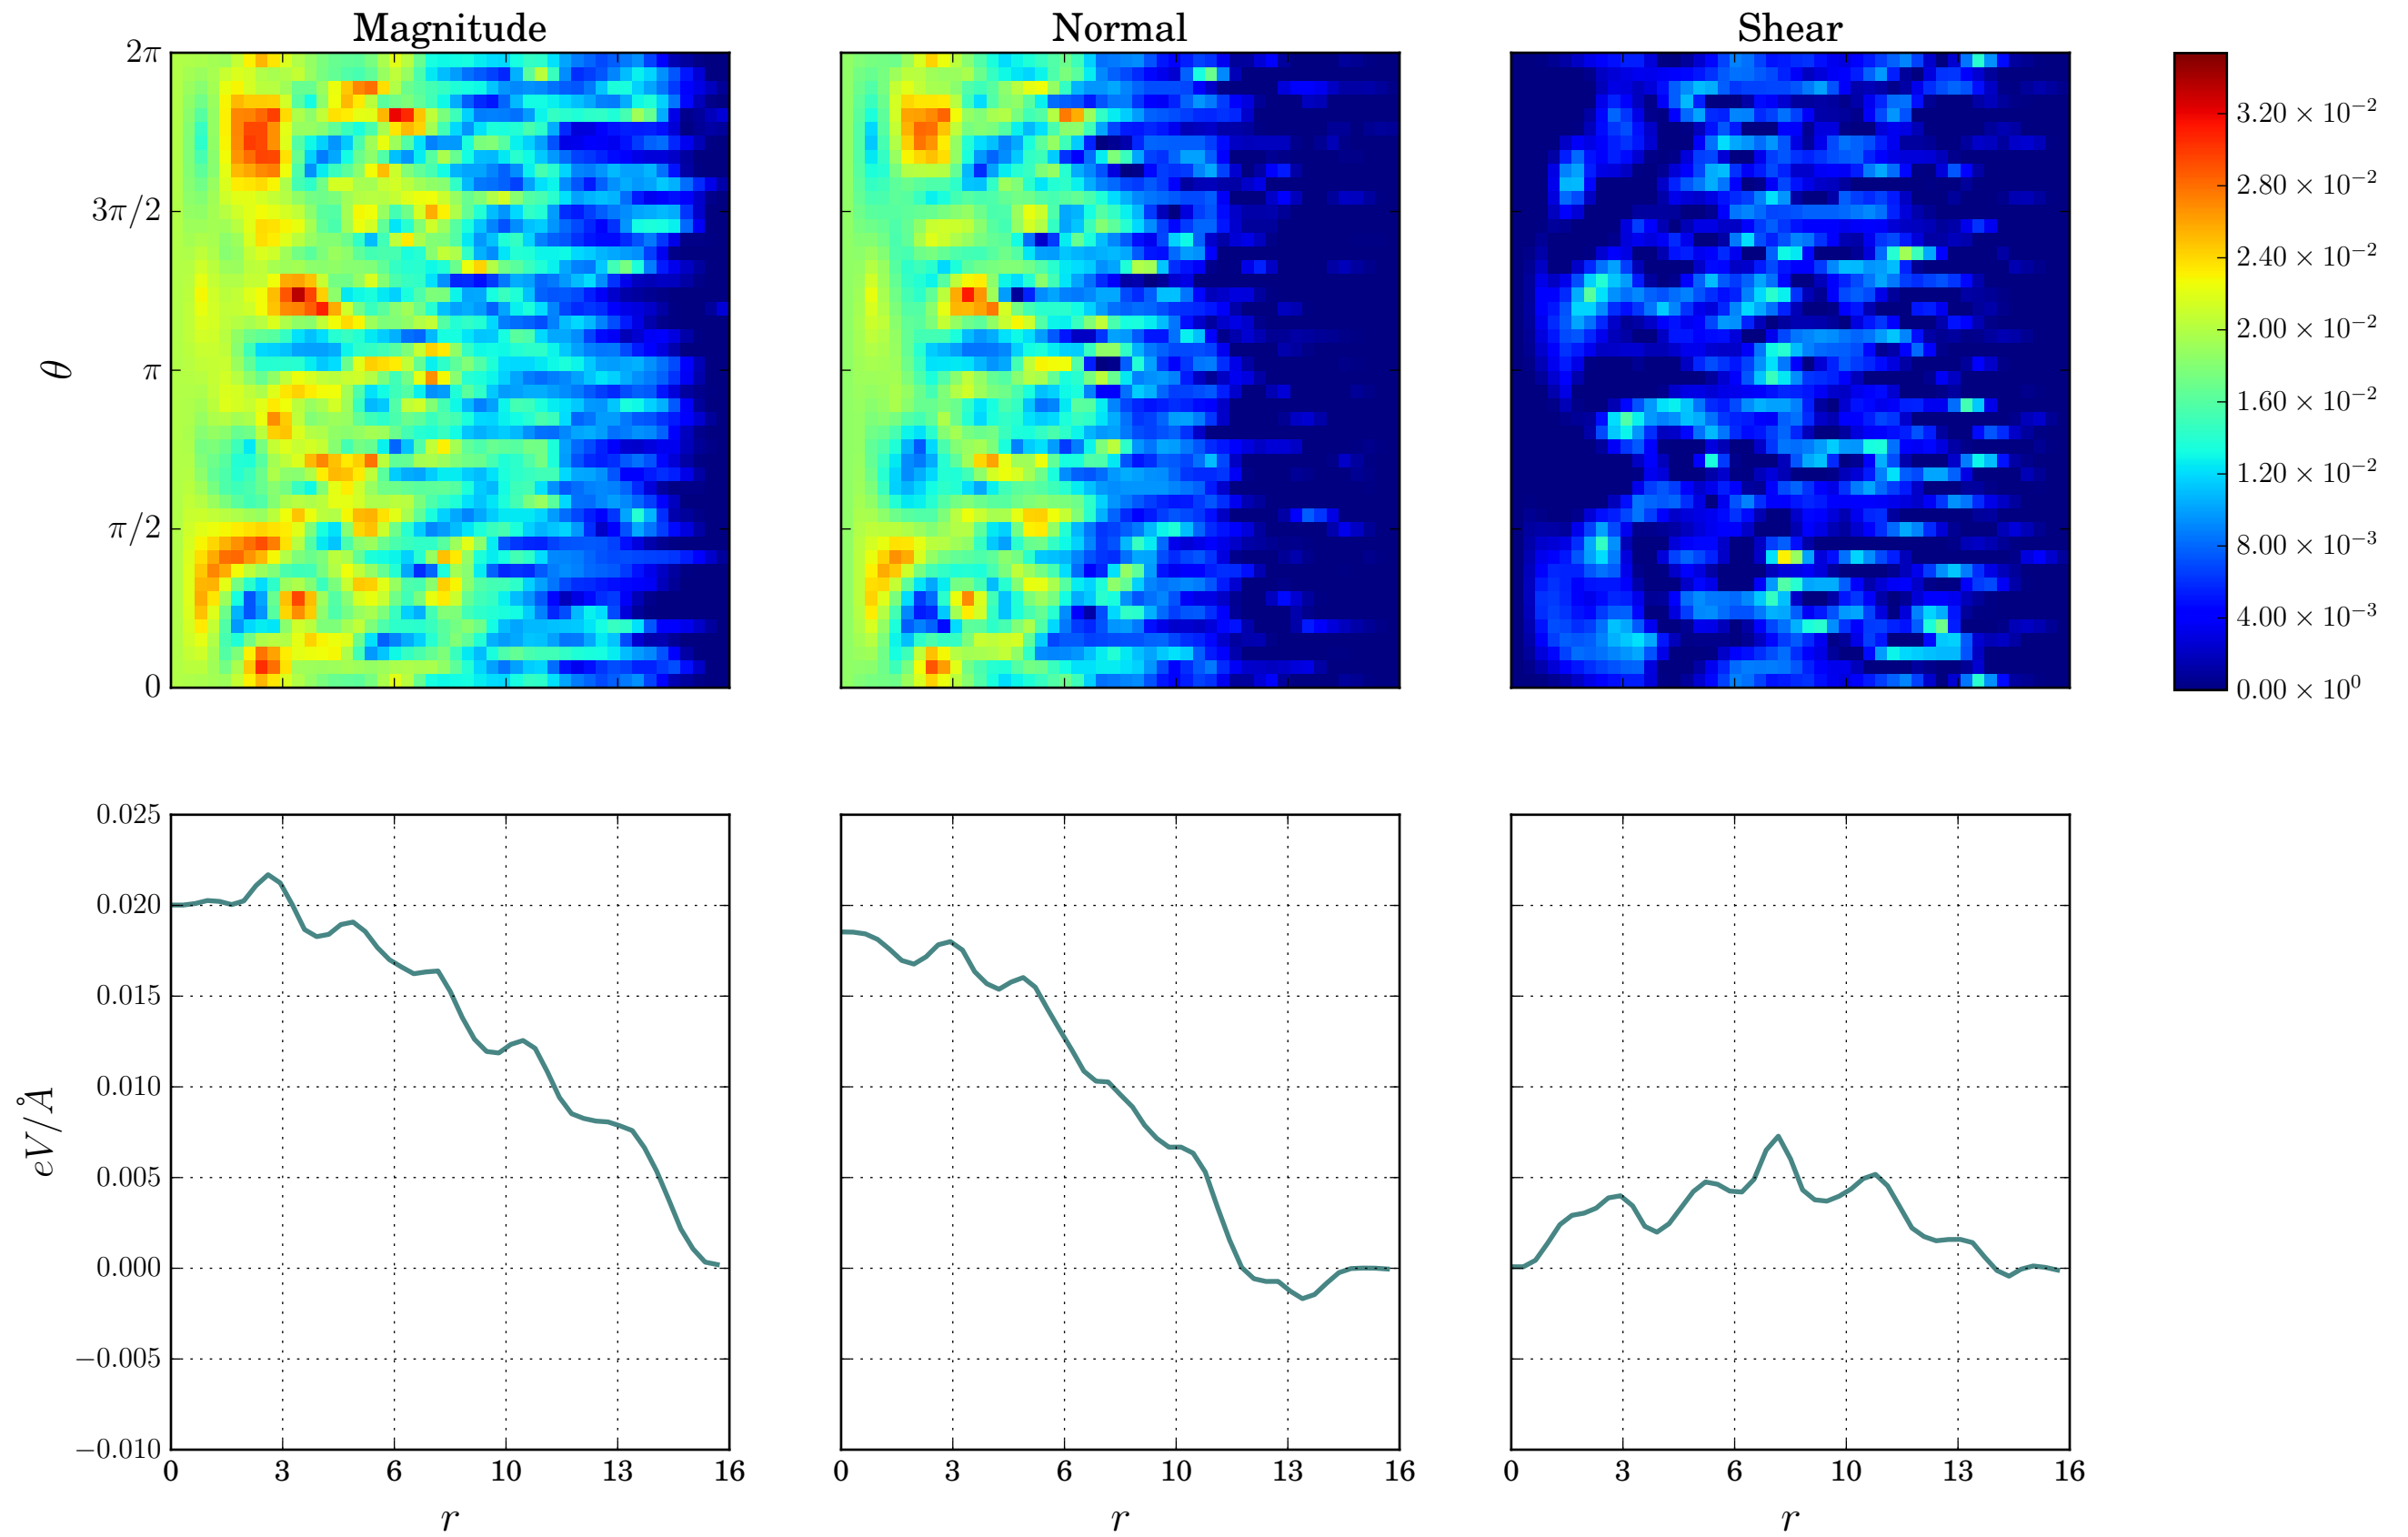 Magnitude Normal Shear
2π
3π/2
π
π/2
0
θ
3.20 × 10⁻²
2.80 × 10⁻²
2.40 × 10⁻²
2.00 × 10⁻²
1.60 × 10⁻²
1.20 × 10⁻²
8.00 × 10⁻³
4.00 × 10⁻³
0.00 × 10⁰
0.025
0.020
0.015
0.010
0.005
0.000
−0.005
−0.010
eV/Å
0 3 6 10 13 16 0 3 6 10 13 16 0 3 6 10 13 16
r r r